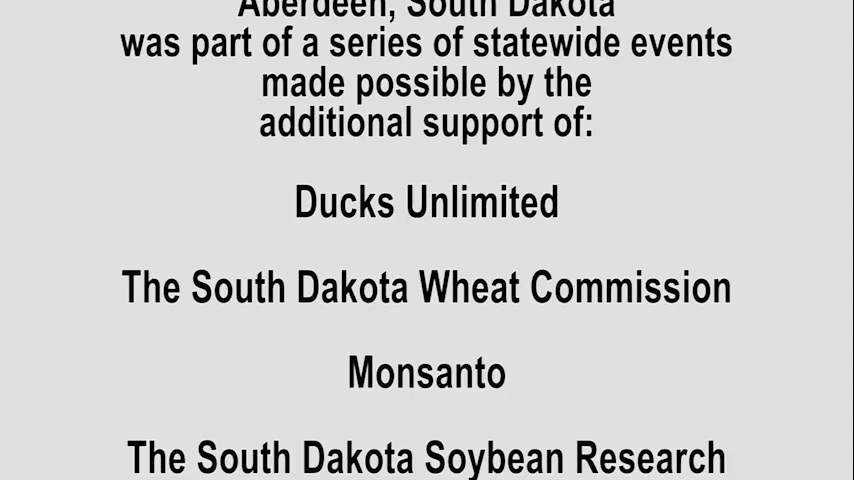 Aberdeen, South Dakota
was part of a series of statewide events
made possible by the
additional support of:
Ducks Unlimited
The South Dakota Wheat Commission
Monsanto
The South Dakota Soybean Research